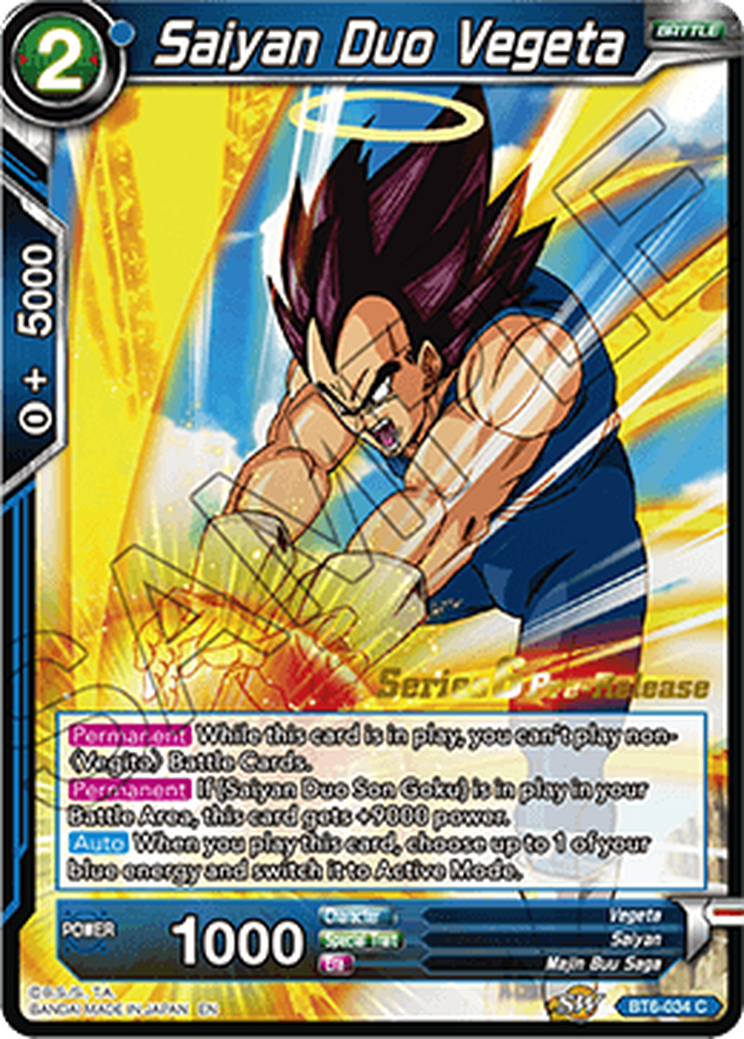 2
Saiyan Duo Vegeta
BATTLE
0 + 5000
SAMPLE
Series 6 Pre-Release
Permanent While this card is in play, you can't play non-
《Vegito》 Battle Cards.
Permanent If {Saiyan Duo Son Goku} is in play in your
Battle Area, this card gets +9000 power.
Auto When you play this card, choose up to 1 of your
blue energy and switch it to Active Mode.
POWER
1000
Character Vegeta
Special Trait Saiyan
Era Majin Buu Saga
©B.S./S., T.A.
BANDAI MADE IN JAPAN EN
SW
BT6-034 C